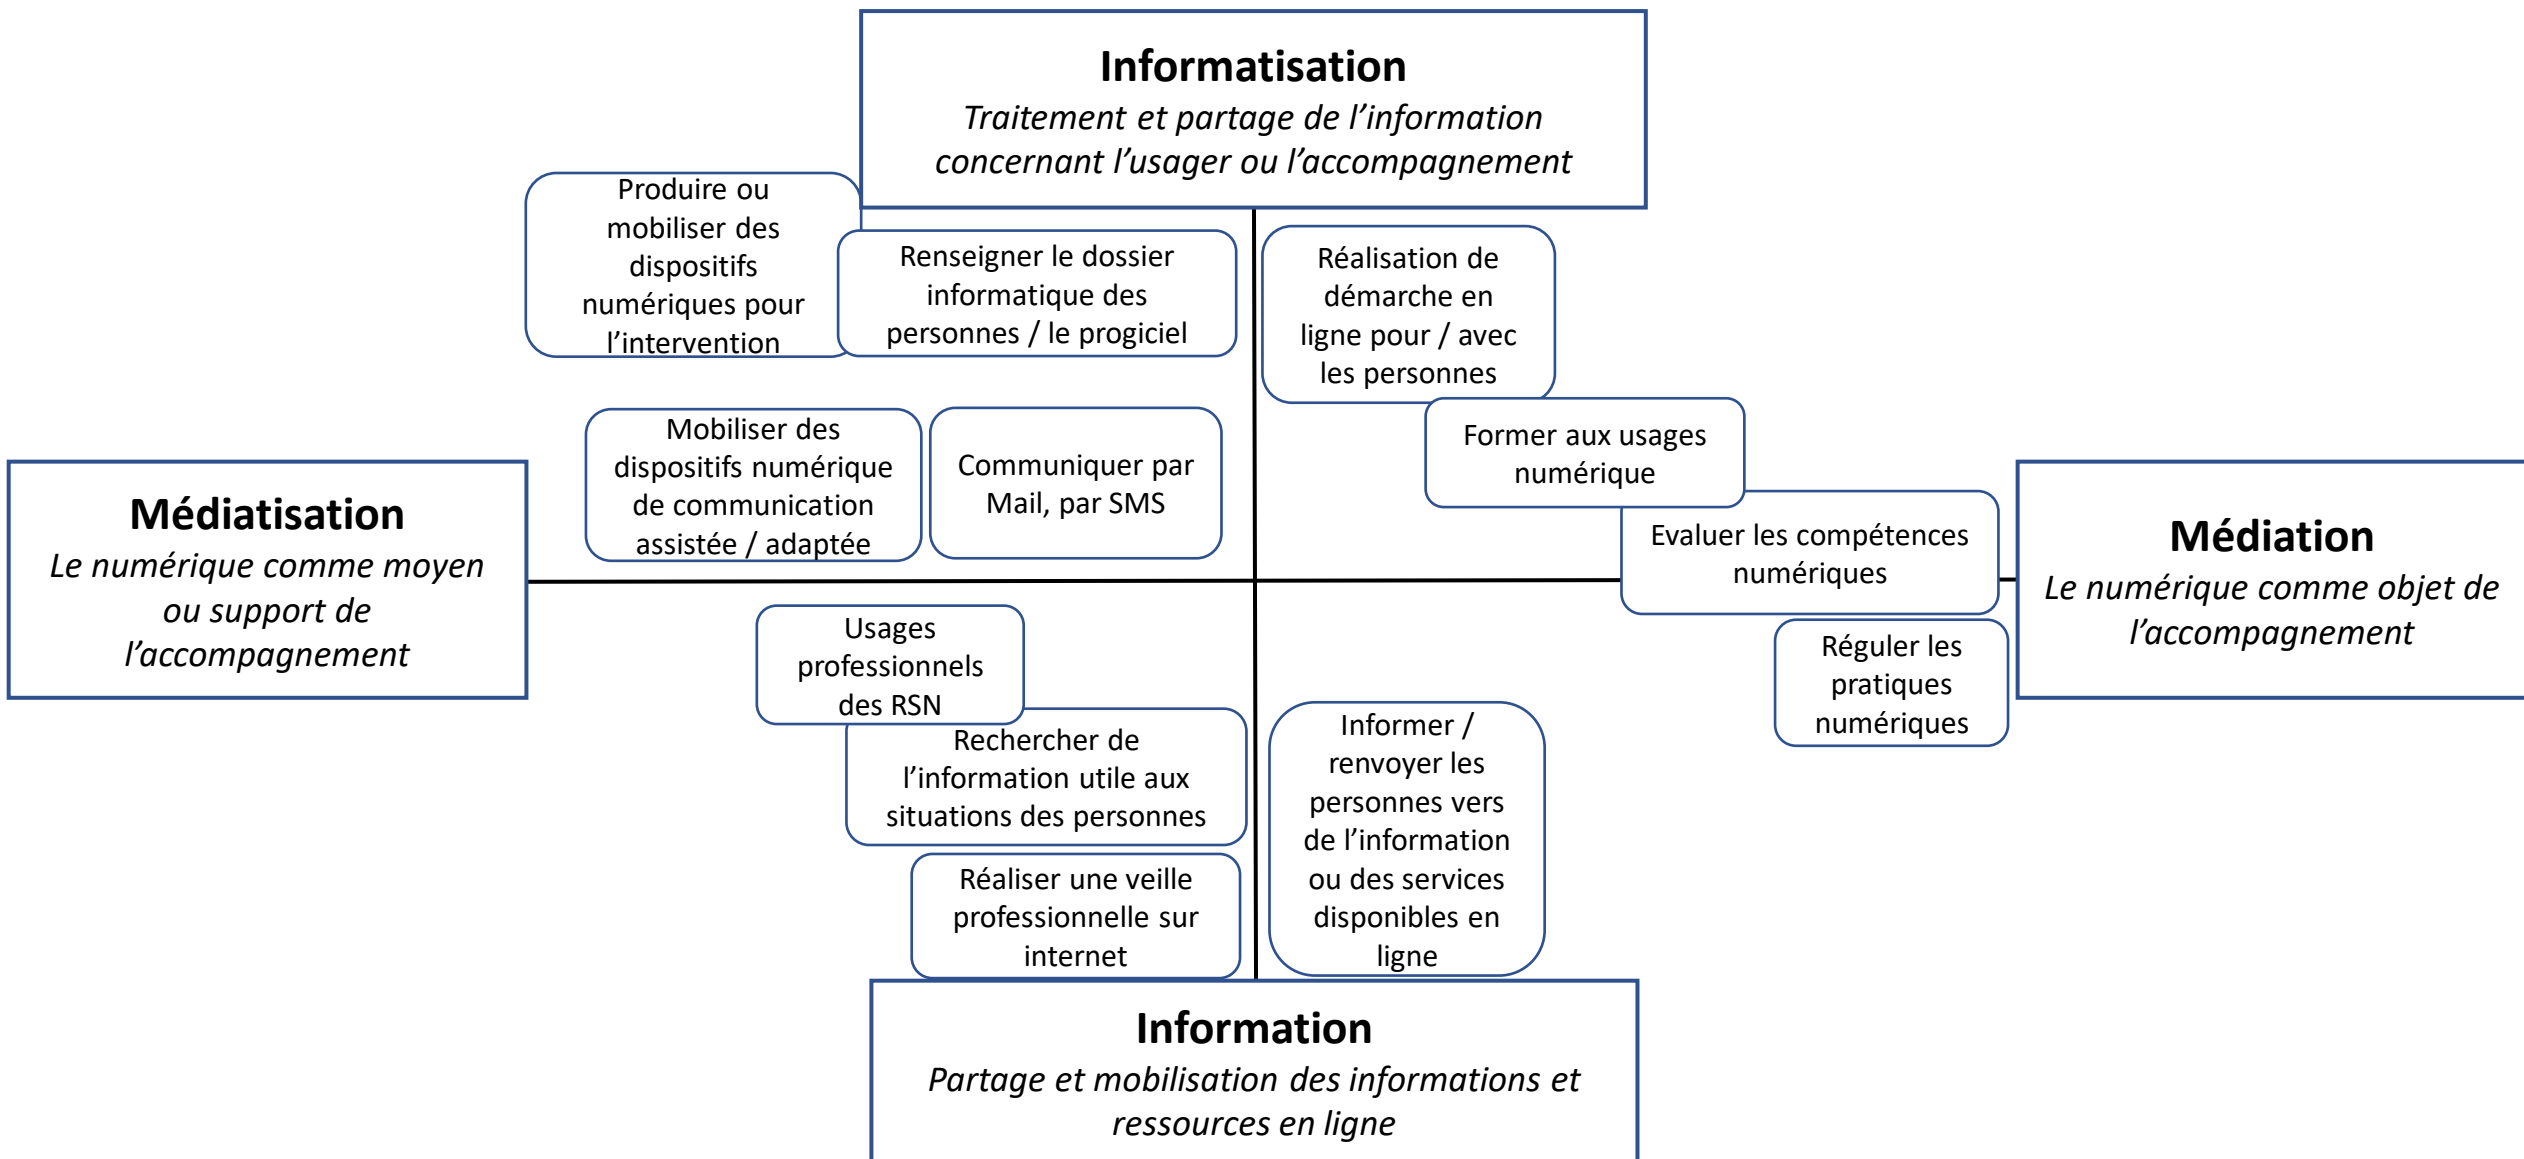 Informatisation
Traitement et partage de l’information
concernant l’usager ou l’accompagnement
Produire ou
mobiliser des
dispositifs
numériques pour
l’intervention
Renseigner le dossier
informatique des
personnes / le progiciel
Réalisation de
démarche en
ligne pour / avec
les personnes
Mobiliser des
dispositifs numérique
de communication
assistée / adaptée
Communiquer par
Mail, par SMS
Former aux usages
numérique
Médiatisation
Le numérique comme moyen
ou support de
l’accompagnement
Evaluer les compétences
numériques
Médiation
Le numérique comme objet de
l’accompagnement
Usages
professionnels
des RSN
Réguler les
pratiques
numériques
Rechercher de
l’information utile aux
situations des personnes
Informer /
renvoyer les
personnes vers
de l’information
ou des services
disponibles en
ligne
Réaliser une veille
professionnelle sur
internet
Information
Partage et mobilisation des informations et
ressources en ligne